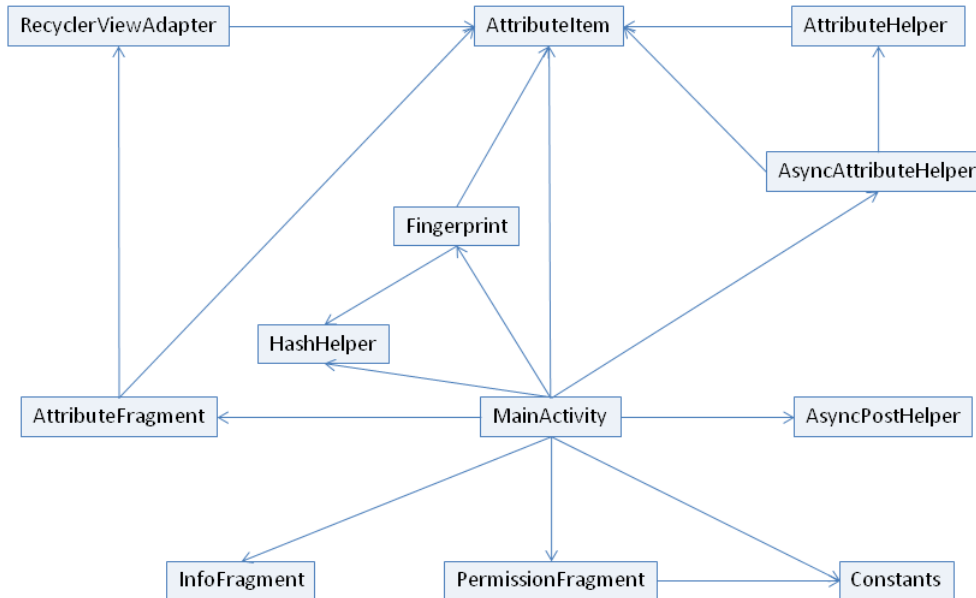 RecyclerViewAdapter
AttributeItem
AttributeHelper
AsyncAttributeHelper
Fingerprint
HashHelper
AttributeFragment
MainActivity
AsyncPostHelper
InfoFragment
PermissionFragment
Constants